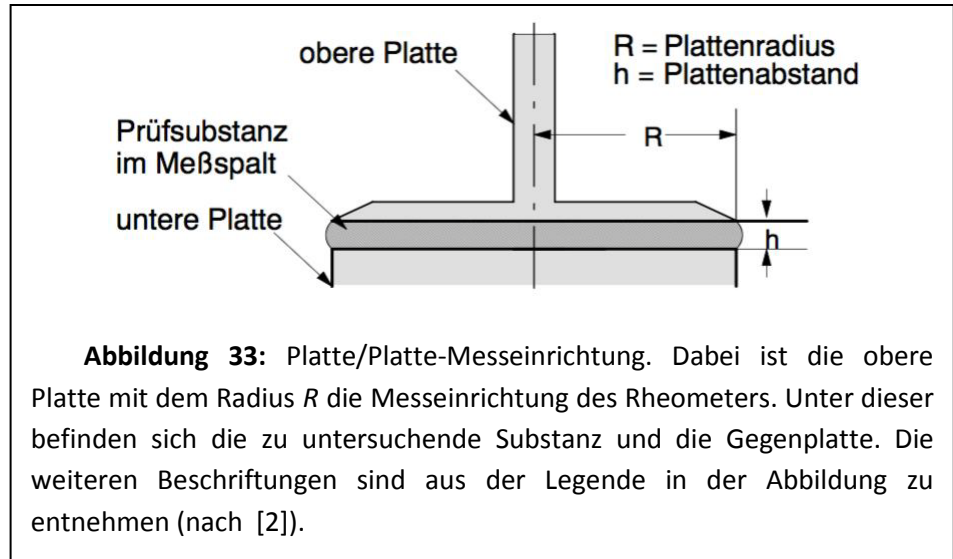 obere Platte
R = Plattenradius
h = Plattenabstand
Prüfsubstanz
im Meßspalt
R
untere Platte
h
Abbildung 33: Platte/Platte-Messeinrichtung. Dabei ist die obere
Platte mit dem Radius R die Messeinrichtung des Rheometers. Unter dieser
befinden sich die zu untersuchende Substanz und die Gegenplatte. Die
weiteren Beschriftungen sind aus der Legende in der Abbildung zu
entnehmen (nach [2]).